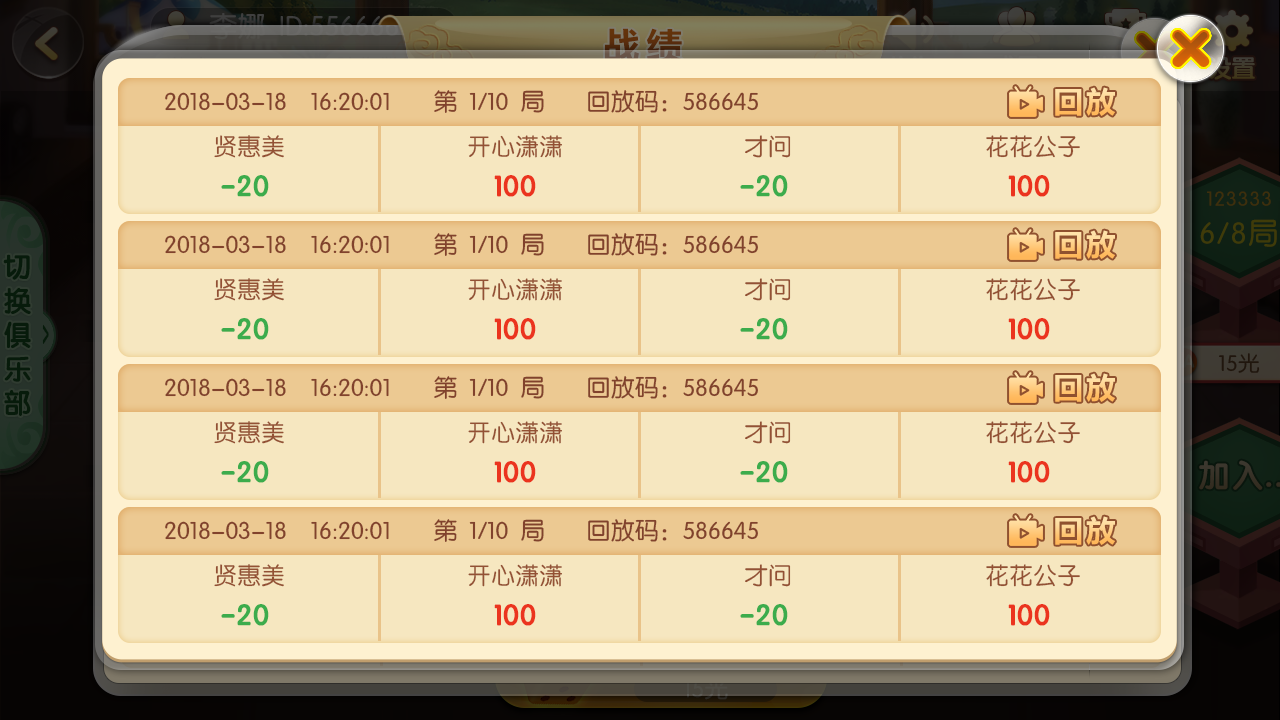 李娜 ID:55666
战绩
设置
2018-03-18 16:20:01 第 1/10 局 回放码：586645 回放
贤惠美 开心潇潇 才问 花花公子
-20 100 -20 100
2018-03-18 16:20:01 第 1/10 局 回放码：586645 回放
贤惠美 开心潇潇 才问 花花公子
-20 100 -20 100
2018-03-18 16:20:01 第 1/10 局 回放码：586645 回放
贤惠美 开心潇潇 才问 花花公子
-20 100 -20 100
2018-03-18 16:20:01 第 1/10 局 回放码：586645 回放
贤惠美 开心潇潇 才问 花花公子
-20 100 -20 100
切换俱乐部
123333
6/8局
15光
加入..
15光